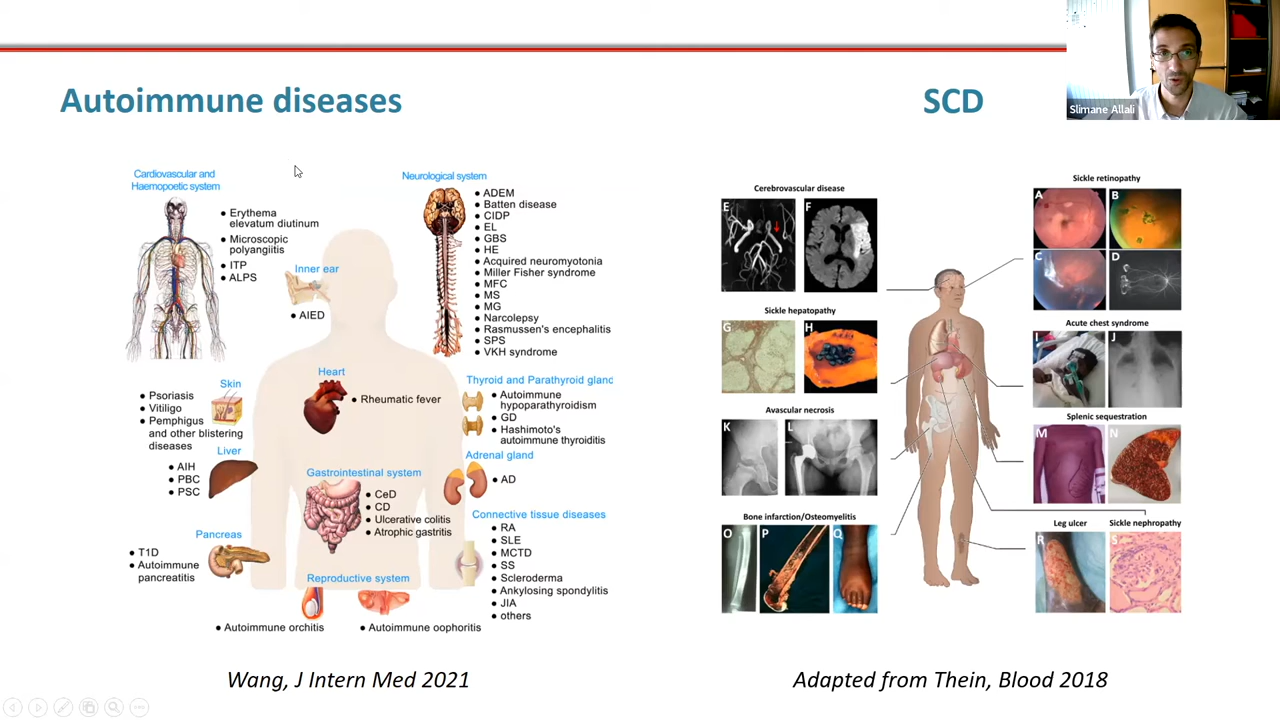 Slimane Allali
Autoimmune diseases
SCD
Cardiovascular and
Haemopoetic system
• Erythema
elevatum diutinum
• Microscopic
polyangiitis
• ITP
• ALPS
Inner ear
• AIED
Neurological system
• ADEM
• Batten disease
• CIDP
• EL
• GBS
• HE
• Acquired neuromyotonia
• Miller Fisher syndrome
• MFC
• MS
• MG
• Narcolepsy
• Rasmussen's encephalitis
• SPS
• VKH syndrome
Skin
• Psoriasis
• Vitiligo
• Pemphigus
and other blistering
diseases
Heart
• Rheumatic fever
Thyroid and Parathyroid gland
• Autoimmune
hypoparathyroidism
• GD
• Hashimoto's
autoimmune thyroiditis
Liver
• AIH
• PBC
• PSC
Adrenal gland
• AD
Gastrointestinal system
• CeD
• CD
• Ulcerative colitis
• Atrophic gastritis
Connective tissue diseases
• RA
• SLE
• MCTD
• SS
• Scleroderma
• Ankylosing spondylitis
• JIA
• others
Pancreas
• T1D
• Autoimmune
pancreatitis
Reproductive system
• Autoimmune orchitis
• Autoimmune oophoritis
Wang, J Intern Med 2021
Cerebrovascular disease
E
F
Sickle hepatopathy
G
H
Avascular necrosis
K
L
Bone infarction/Osteomyelitis
O
P
Q
Sickle retinopathy
A
B
C
D
Acute chest syndrome
I
J
Splenic sequestration
M
N
Leg ulcer
R
Sickle nephropathy
S
Adapted from Thein, Blood 2018